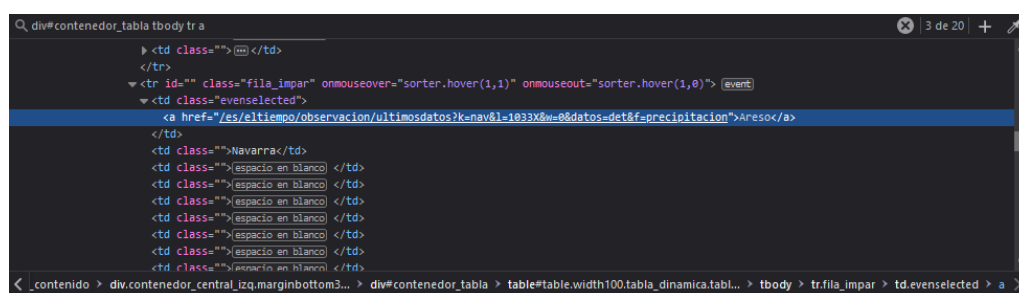 div#contenedor_tabla tbody tr a 3 de 20
<td class="">···</td>
</tr>
<tr id="" class="fila_impar" onmouseover="sorter.hover(1,1)" onmouseout="sorter.hover(1,0)"> event
<td class="evenselected">
<a href="/es/eltiempo/observacion/ultimosdatos?k=nav&l=1033X&w=0&datos=det&f=precipitacion">Areso</a>
</td>
<td class="">Navarra</td>
<td class="">espacio en blanco </td>
<td class="">espacio en blanco </td>
<td class="">espacio en blanco </td>
<td class="">espacio en blanco </td>
<td class="">espacio en blanco </td>
<td class="">espacio en blanco </td>
<td class="">espacio en blanco </td>
_contenido > div.contenedor_central_izq.marginbottom3... > div#contenedor_tabla > table#table.width100.tabla_dinamica.tabl... > tbody > tr.fila_impar > td.evenselected > a